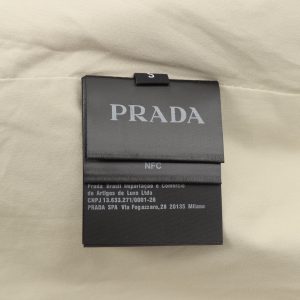 S
PRADA
NFC
Prada Brasil Importação e Comércio
de Artigos de Luxo Ltda
CNPJ 13.633.271/0001-26
PRADA SPA Via Fogazzaro,28 20135 Milano